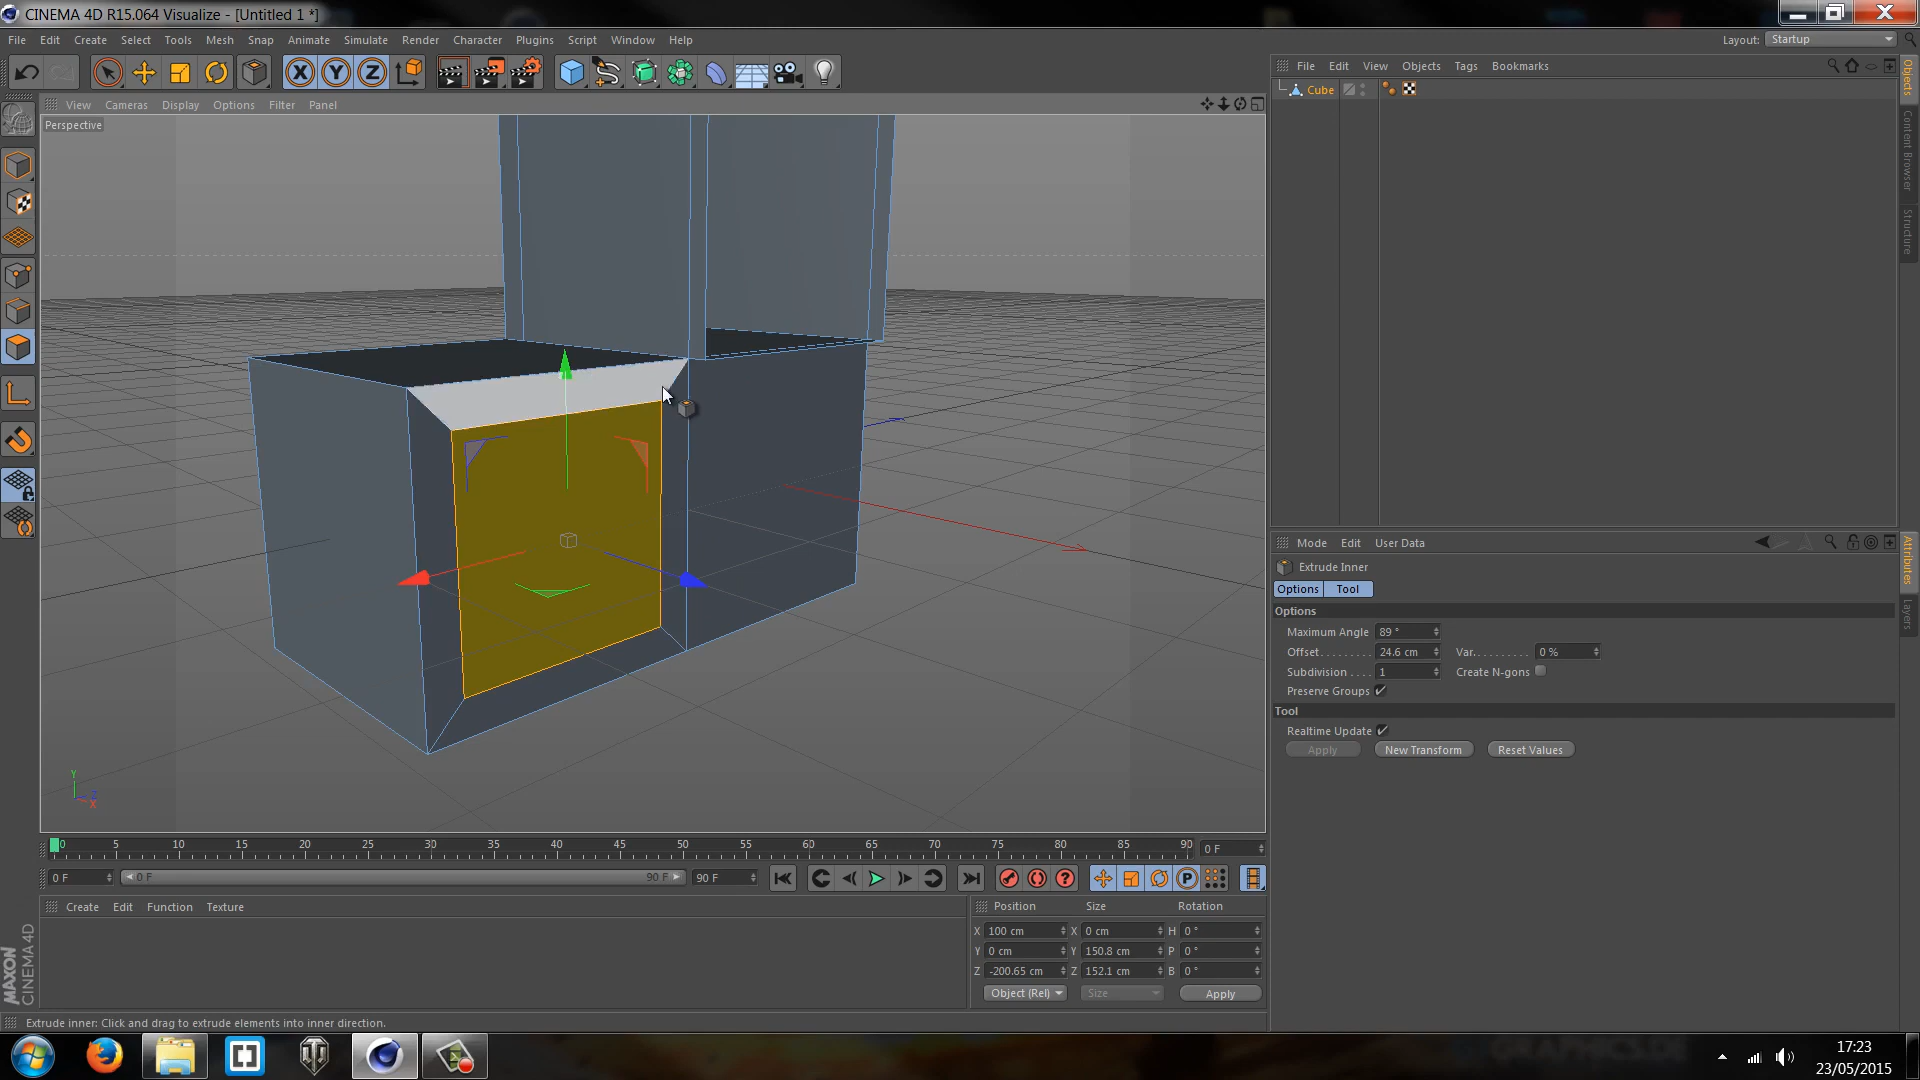 CINEMA 4D R15.064 Visualize - [Untitled 1 *]
File Edit Create Select Tools Mesh Snap Animate Simulate Render Character Plugins Script Window Help
Layout: Startup
View Cameras Display Options Filter Panel
Perspective
File Edit View Objects Tags Bookmarks
Cube
Objects
Content Browser
Structure
Mode Edit User Data
Extrude Inner
Options Tool
Options
Maximum Angle 89 °
Offset........ 24.6 cm Var.......... 0 %
Subdivision .... 1 Create N-gons
Preserve Groups
Tool
Realtime Update
Apply New Transform Reset Values
Attributes
Layers
Y
Z
X
0 5 10 15 20 25 30 35 40 45 50 55 60 65 70 75 80 85 90 0 F
0 F 0 F 90 F 90 F
Create Edit Function Texture
Position Size Rotation
X 100 cm X 0 cm H 0 °
Y 0 cm Y 150.8 cm P 0 °
Z -200.65 cm Z 152.1 cm B 0 °
Object (Rel) Size Apply
MAXON
CINEMA 4D
Extrude inner: Click and drag to extrude elements into inner direction.
17:23
23/05/2015